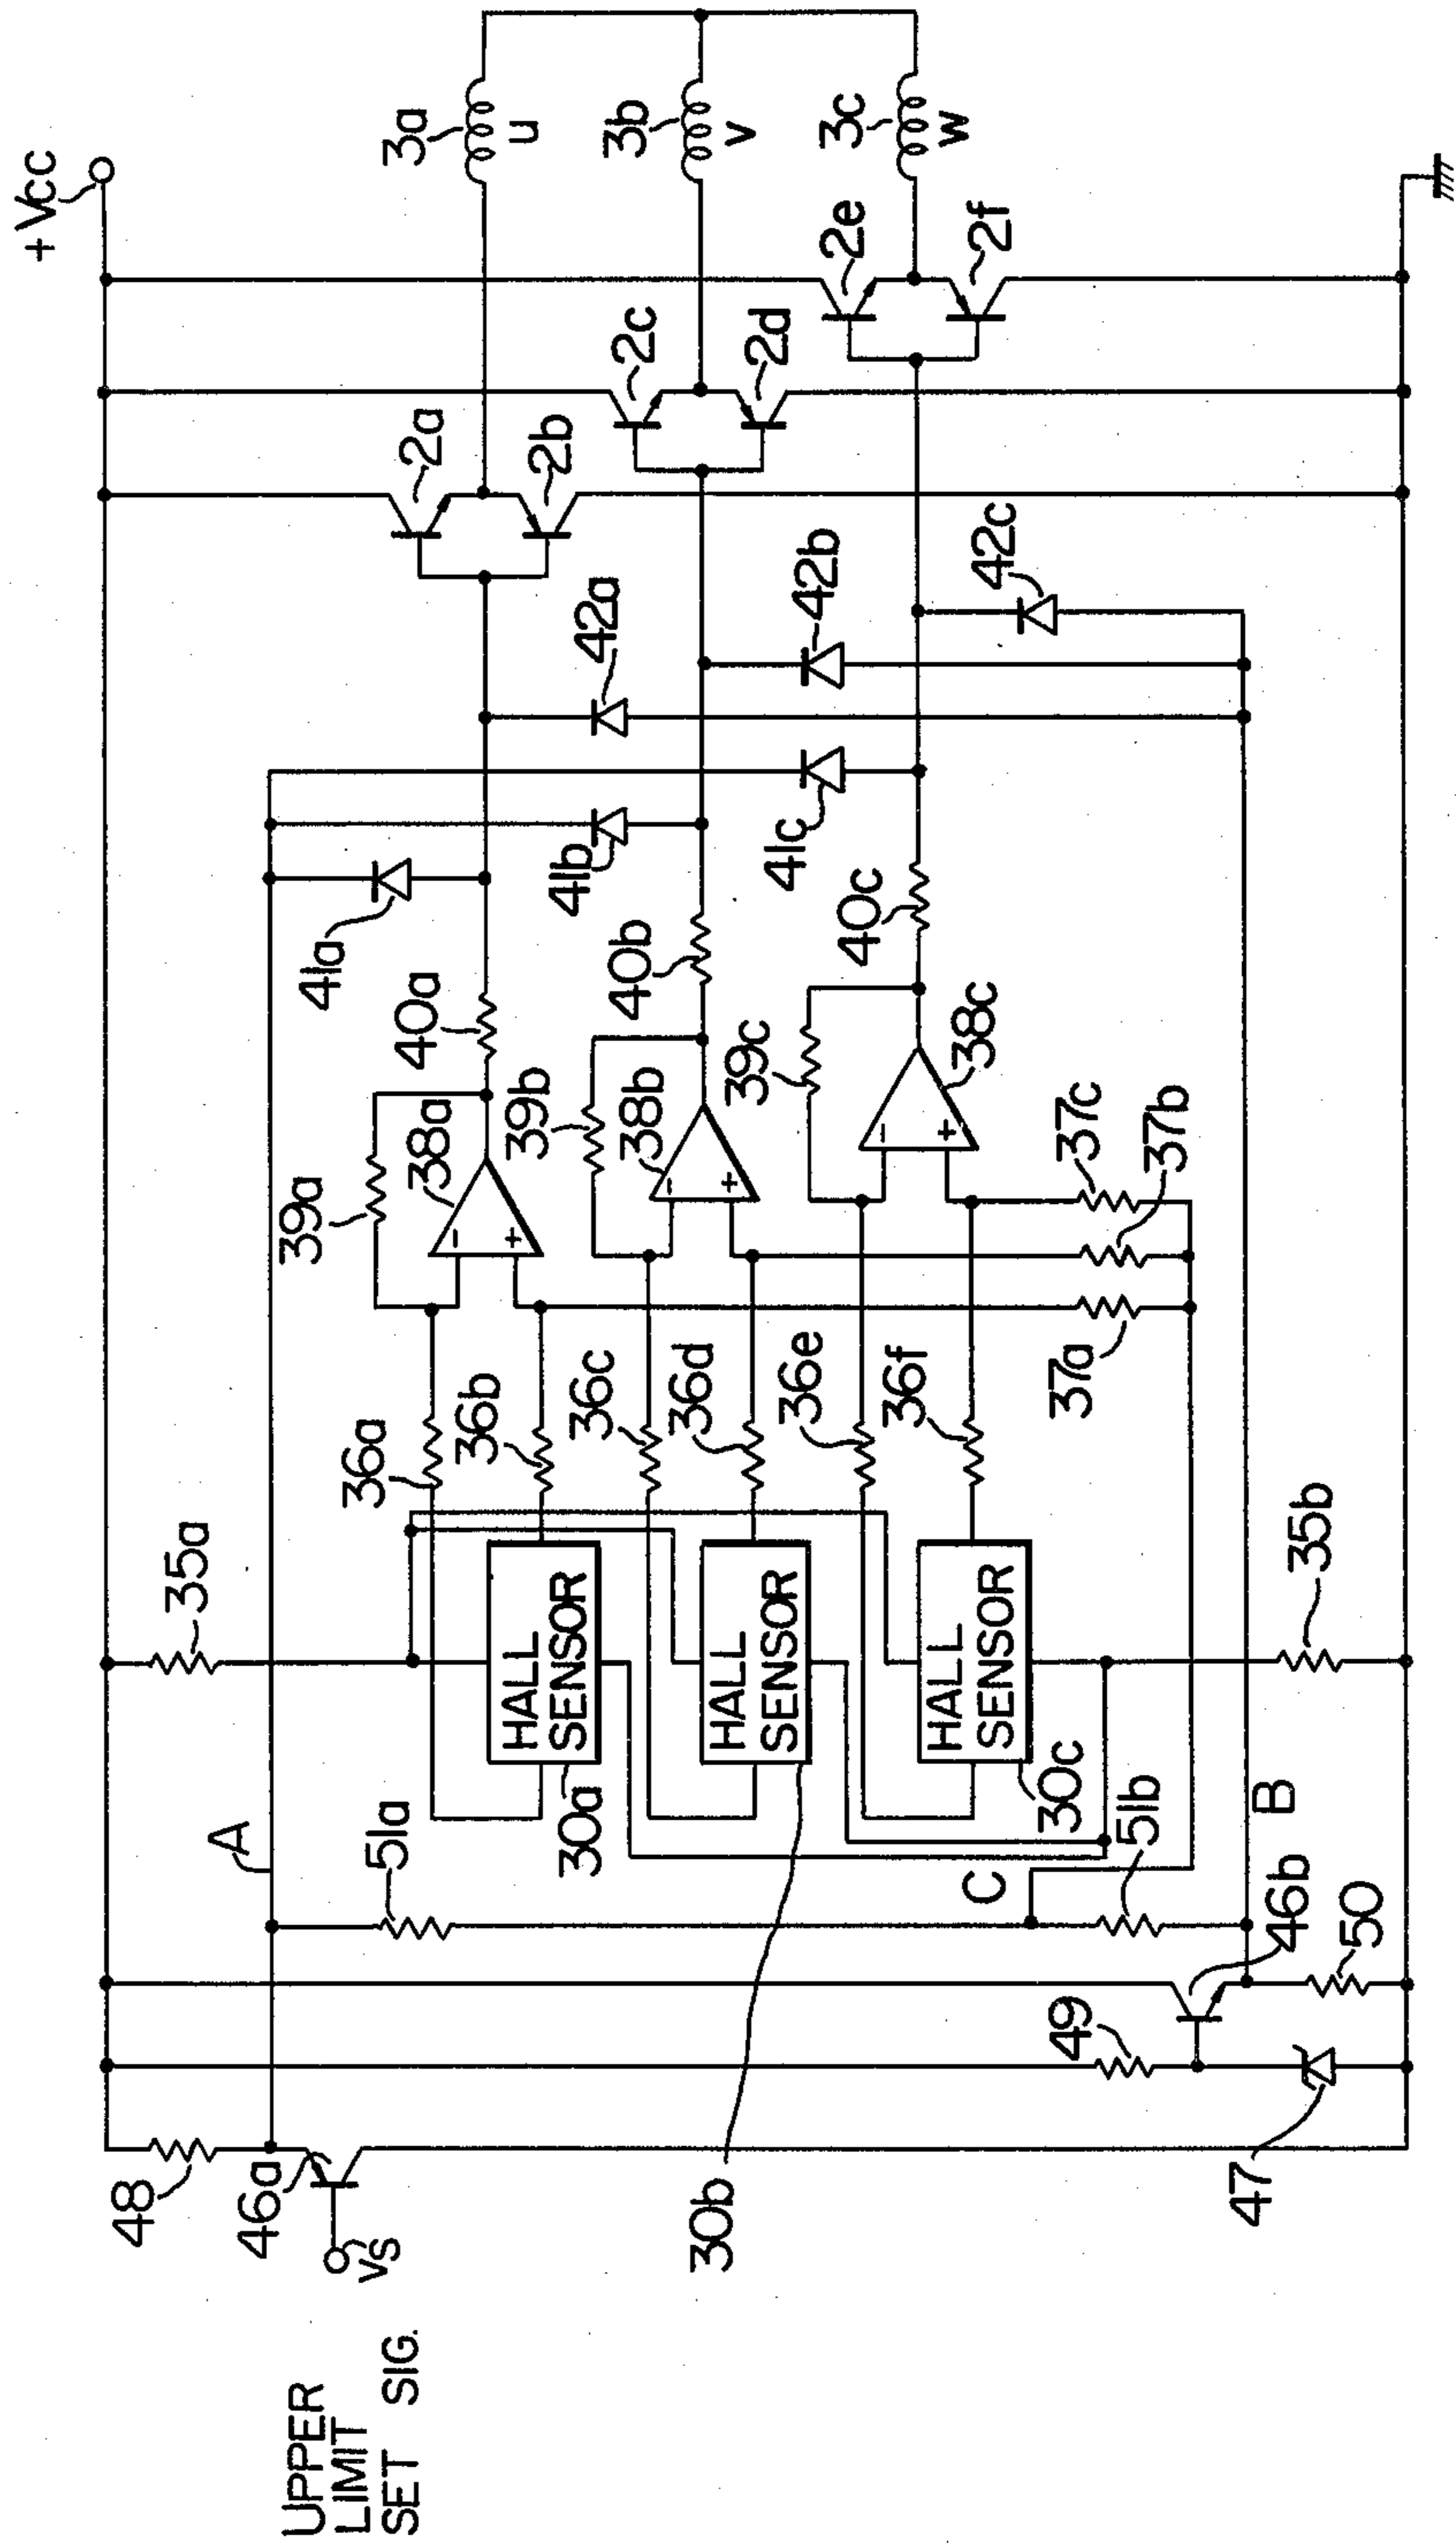 +Vcc
3a
u
3b
v
3c
w
2e
2f
2c
2d
2a
2b
42a
42b
42c
41a
41b
41c
40a
40b
40c
39a
38a
39b
38b
39c
38c
-
+
-
+
-
+
37c
37b
37a
36a
36b
36c
36d
36e
36f
35a
35b
HALL
SENSOR
HALL
SENSOR
HALL
SENSOR
30a
30c
30b
A
51a
C
51b
B
46b
50
49
47
48
46a
Vs
UPPER
LIMIT
SET SIG.